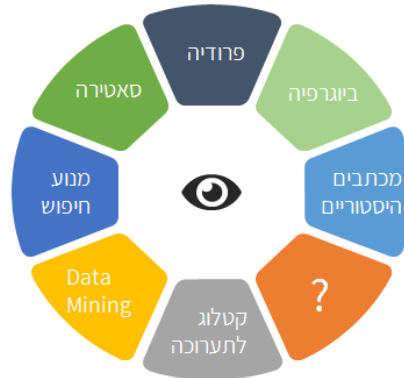 פרודיה
ביוגרפיה
מכתבים
היסטוריים
?
קטלוג
לתערוכה
Data
Mining
מנוע
חיפוש
סאטירה